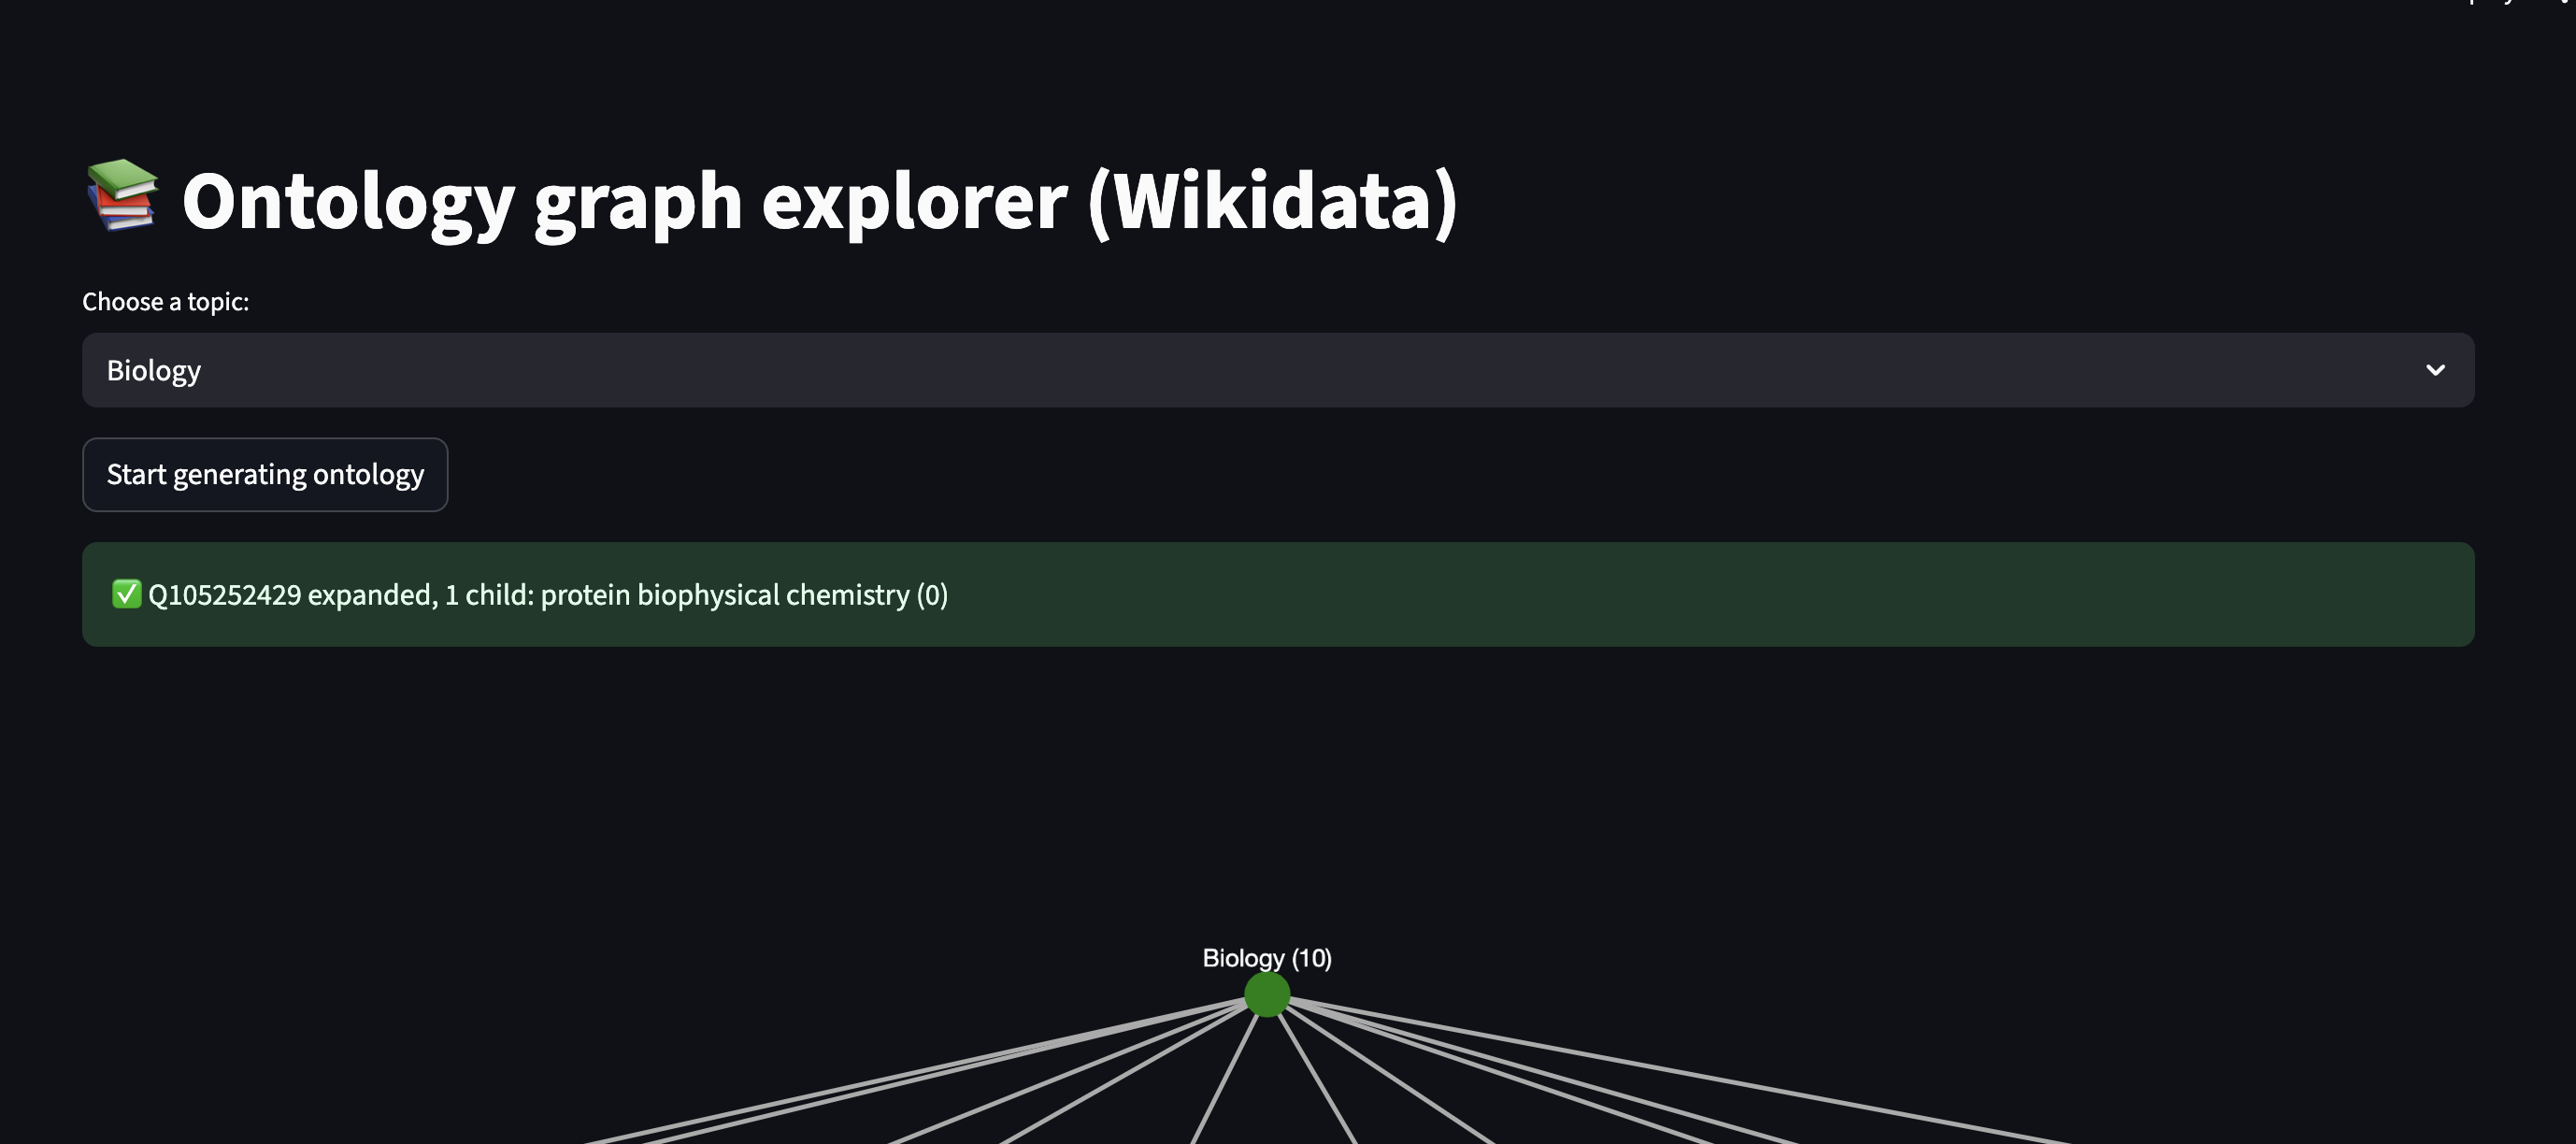 📚 Ontology graph explorer (Wikidata)
Choose a topic:
Biology
Start generating ontology
✅ Q105252429 expanded, 1 child: protein biophysical chemistry (0)
Biology (10)